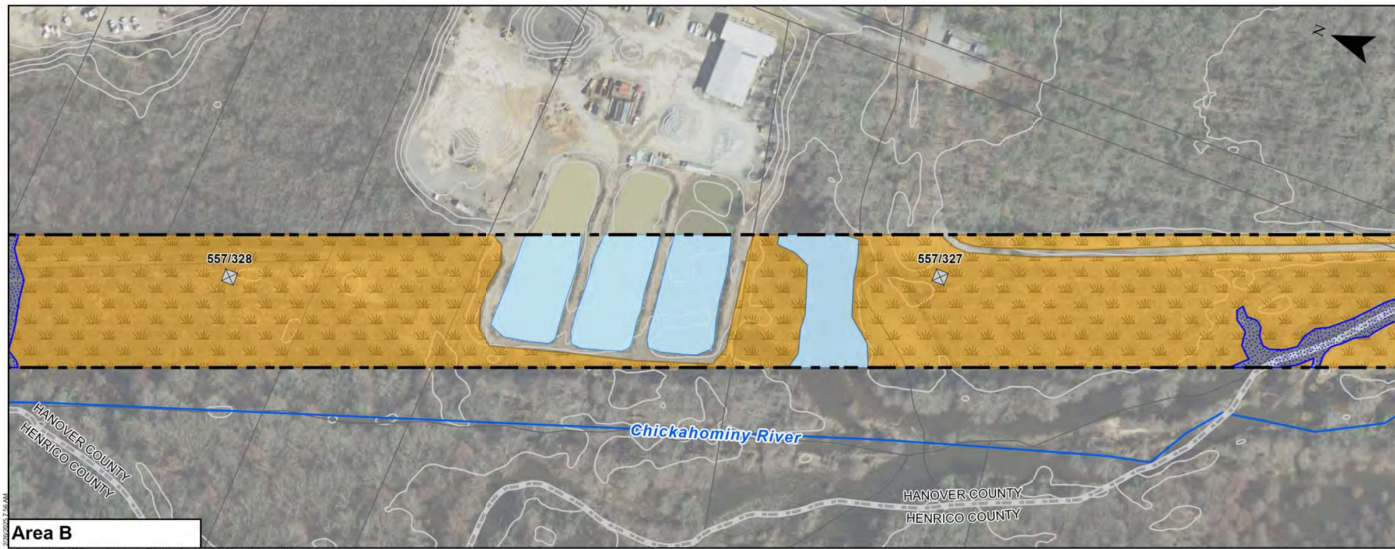 N
557/328
557/327
Chickahominy River
HANOVER COUNTY
HENRICO COUNTY
HANOVER COUNTY
HENRICO COUNTY
Area B